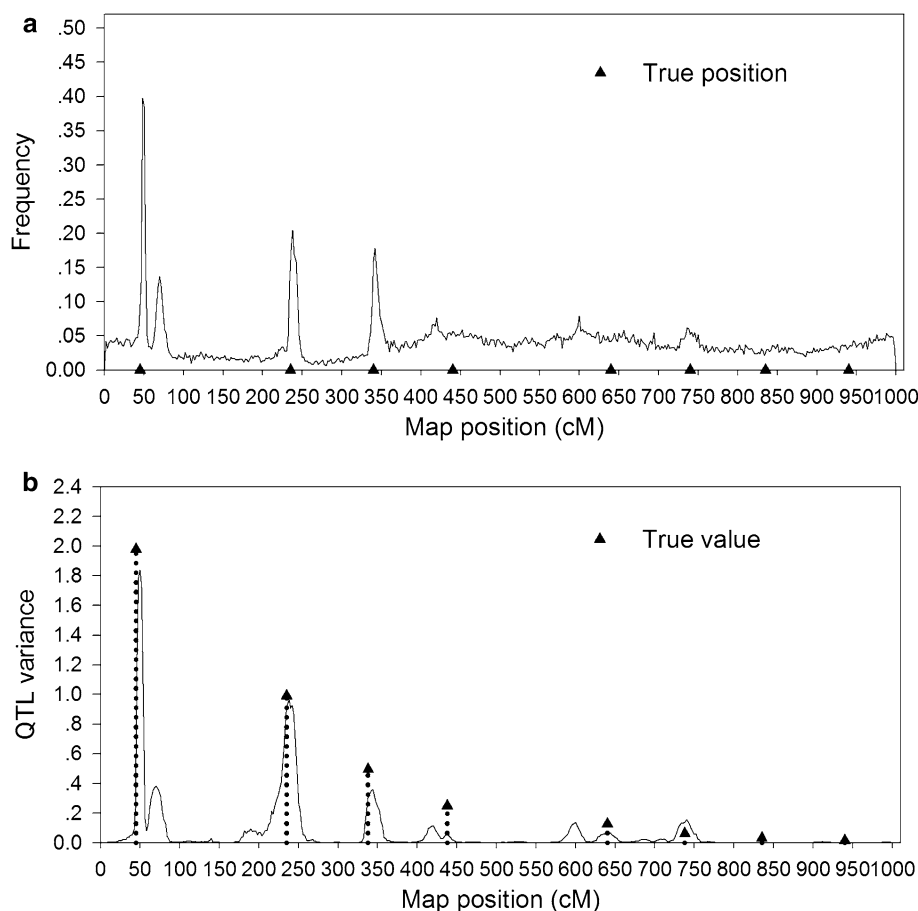 a
.50
.45
.40
.35
.30
.25
.20
.15
.10
.05
0.00
Frequency
▲ True position
0 50 100 150 200 250 300 350 400 450 500 550 600 650 700 750 800 850 900 950 1000
Map position (cM)
b
2.4
2.2
2.0
1.8
1.6
1.4
1.2
1.0
.8
.6
.4
.2
0.0
QTL variance
▲ True value
0 50 100 150 200 250 300 350 400 450 500 550 600 650 700 750 800 850 900 950 1000
Map position (cM)